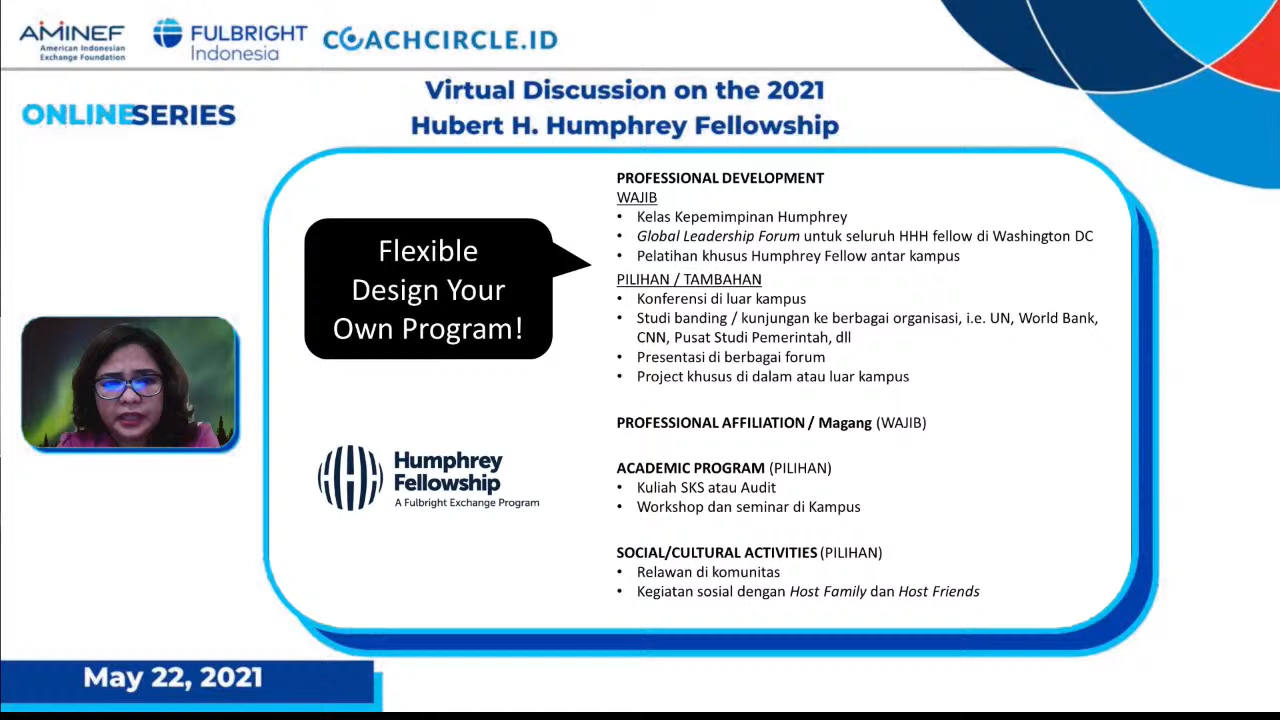 AMINEF
American Indonesian
Exchange Foundation
FULBRIGHT
Indonesia
COACHCIRCLE.ID
ONLINESERIES
Virtual Discussion on the 2021
Hubert H. Humphrey Fellowship
Flexible
Design Your
Own Program!
Humphrey
Fellowship
A Fulbright Exchange Program
PROFESSIONAL DEVELOPMENT
WAJIB
• Kelas Kepemimpinan Humphrey
• Global Leadership Forum untuk seluruh HHH fellow di Washington DC
• Pelatihan khusus Humphrey Fellow antar kampus
PILIHAN / TAMBAHAN
• Konferensi di luar kampus
• Studi banding / kunjungan ke berbagai organisasi, i.e. UN, World Bank,
CNN, Pusat Studi Pemerintah, dll
• Presentasi di berbagai forum
• Project khusus di dalam atau luar kampus
PROFESSIONAL AFFILIATION / Magang (WAJIB)
ACADEMIC PROGRAM (PILIHAN)
• Kuliah SKS atau Audit
• Workshop dan seminar di Kampus
SOCIAL/CULTURAL ACTIVITIES (PILIHAN)
• Relawan di komunitas
• Kegiatan sosial dengan Host Family dan Host Friends
May 22, 2021